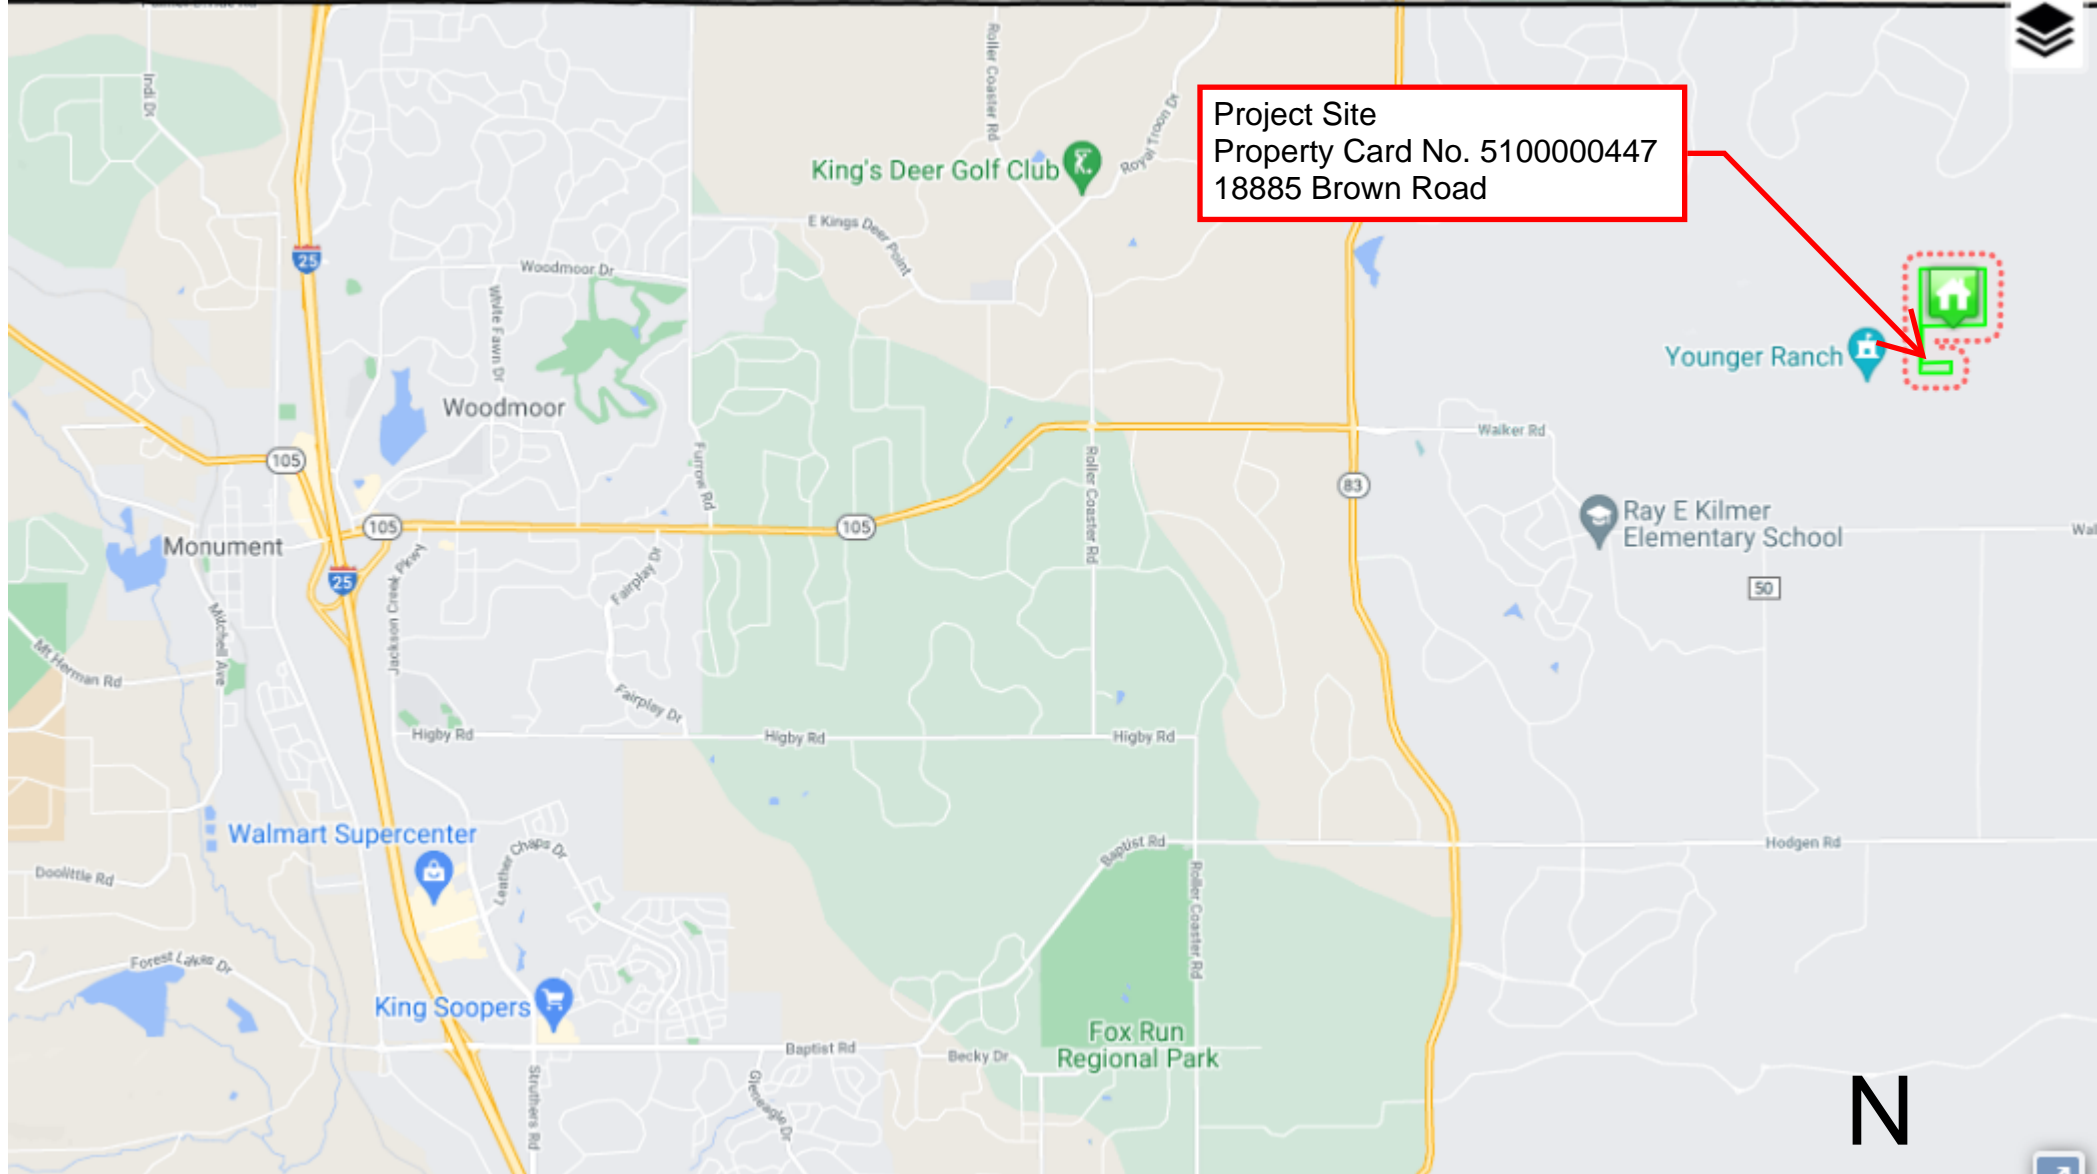 Indi Dr
Roller Coaster Rd
Royal Troon Dr
Project Site
Property Card No. 5100000447
18885 Brown Road
King's Deer Golf Club
E Kings Deer Point
25
Woodmoor Dr
White Fawn Dr
Younger Ranch
Woodmoor
Walker Rd
Furrow Rd
105
Roller Coaster Rd
83
105
105
Ray E Kilmer
Elementary School
Monument
Wal
25
Jackson Creek Pkwy
Fairplay Dr
50
Mitchell Ave
Mt Herman Rd
Fairplay Dr
Higby Rd
Higby Rd
Higby Rd
Walmart Supercenter
Leather Chaps Dr
Baptist Rd
Hodgen Rd
Doolittle Rd
Roller Coaster Rd
Forest Lakes Dr
King Soopers
Fox Run
Regional Park
Baptist Rd
Becky Dr
Struthers Rd
Gleneagle Dr
N